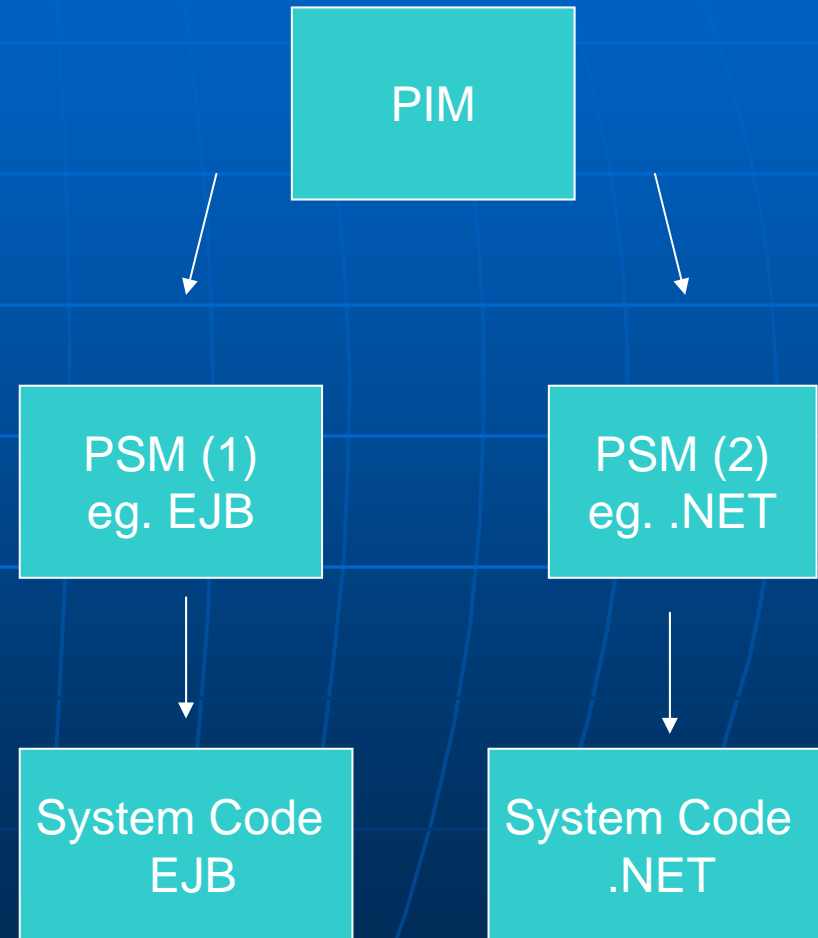 PIM
PSM (1)
eg. EJB
PSM (2)
eg. .NET
System Code
EJB
System Code
.NET